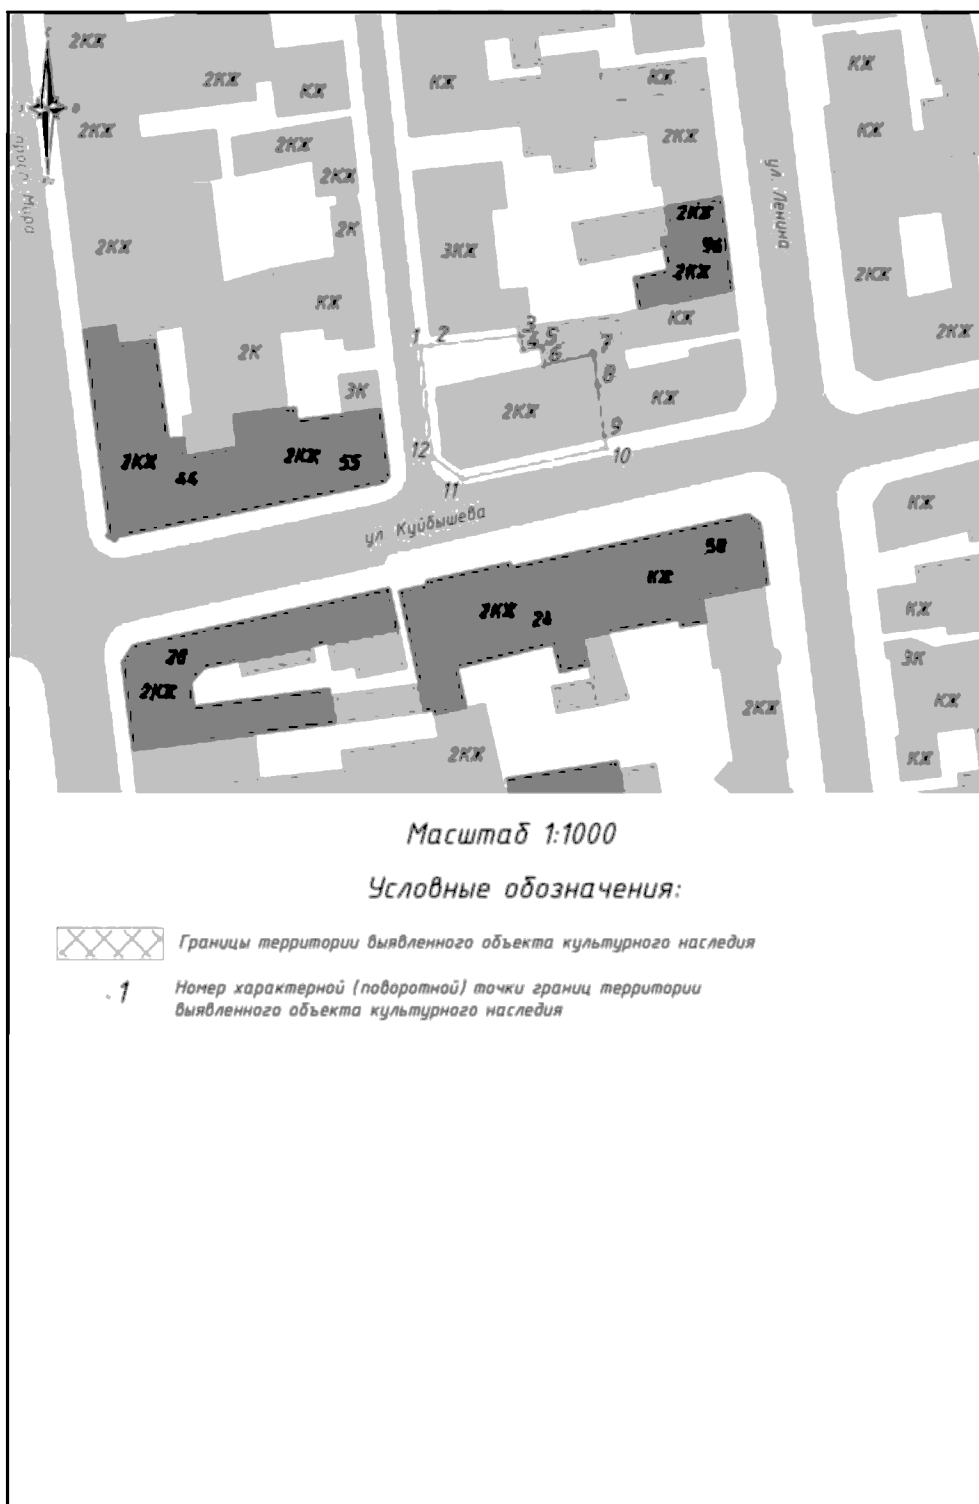 С
2КЖ
2КЖ
КЖ
КЖ
КЖ
КЖ
2КЖ
2КЖ
2КЖ
КЖ
2КЖ
2КЖ
просп. Мира
ул. Ленина
2К
2КЖ
3КЖ
96
2КЖ
2КЖ
2КЖ
КЖ
КЖ
2КЖ
1 2 3 4 5 6 7 8 9 10 11 12
2К
3К
2КЖ
КЖ
2КЖ
44
2КЖ
55
ул. Куйбышева
КЖ
2КЖ
24
КЖ
КЖ
3К
2КЖ
2КЖ
КЖ
2КЖ
КЖ
Масштаб 1:1000
Условные обозначения:
Границы территории выявленного объекта культурного наследия
1
Номер характерной (поворотной) точки границ территории
выявленного объекта культурного наследия